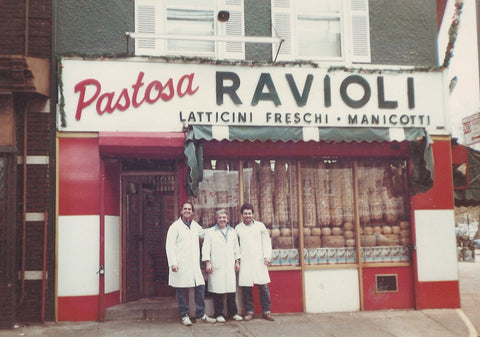 Pastosa RAVIOLI
LATTICINI FRESCHI • MANICOTTI